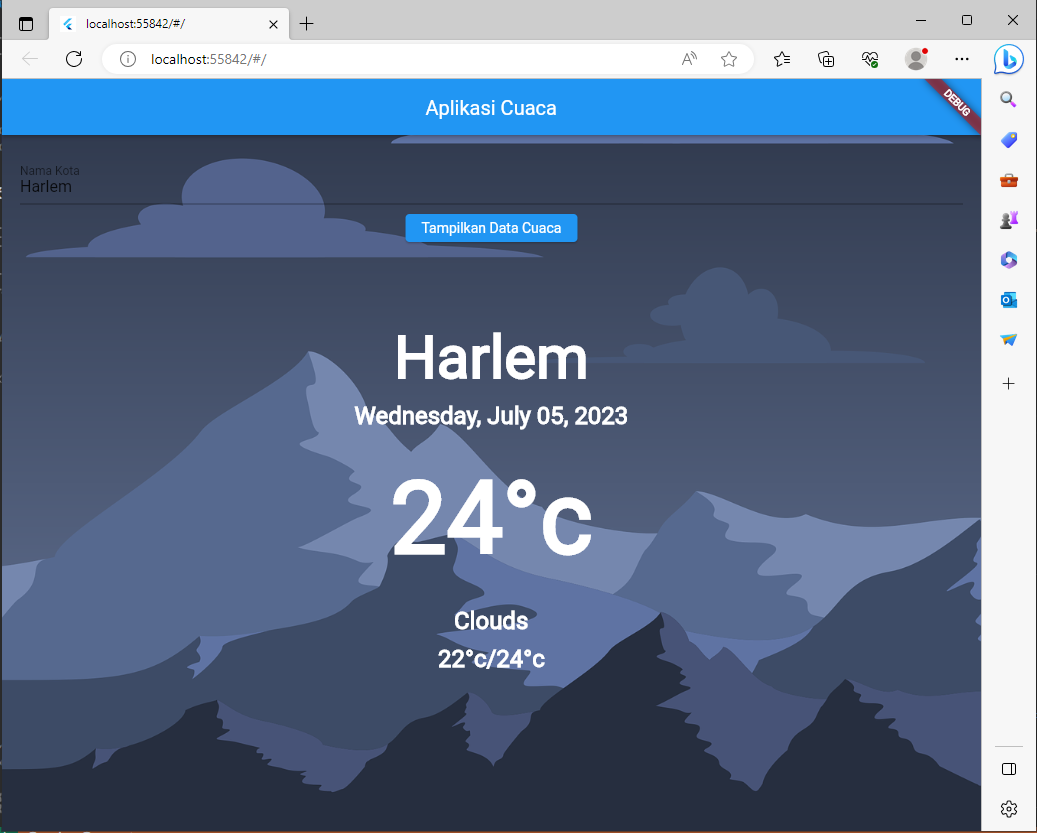 localhost:55842/#/
localhost:55842/#/
Aplikasi Cuaca
DEBUG
Nama Kota
Harlem
Tampilkan Data Cuaca
Harlem
Wednesday, July 05, 2023
24°c
Clouds
22°c/24°c